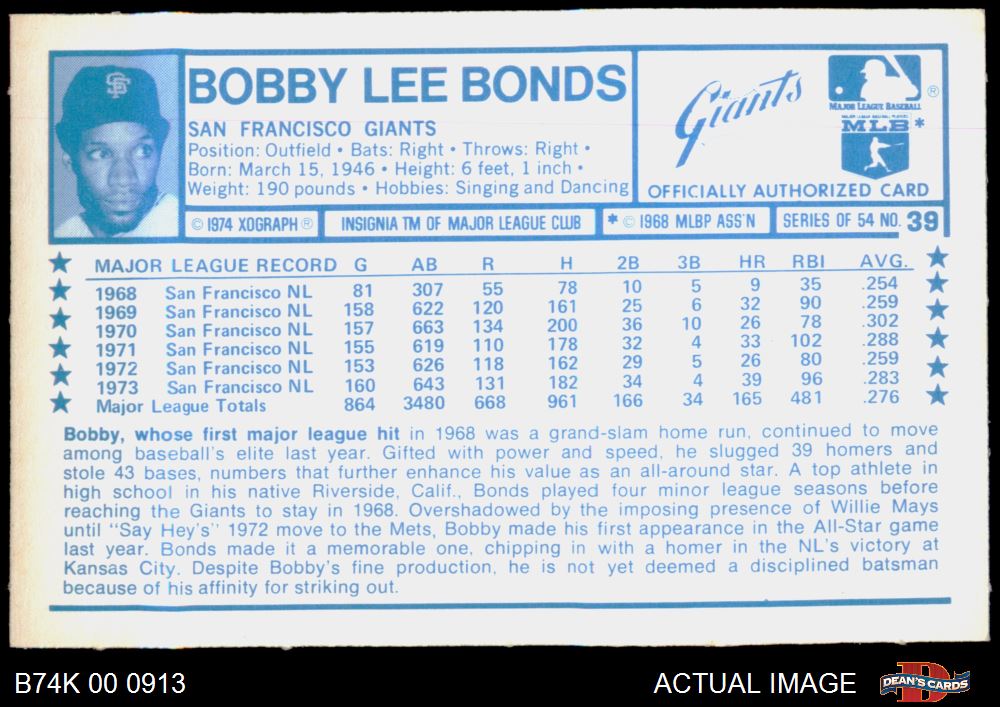 SF
BOBBY LEE BONDS
SAN FRANCISCO GIANTS
Position: Outfield • Bats: Right • Throws: Right •
Born: March 15, 1946 • Height: 6 feet, 1 inch •
Weight: 190 pounds • Hobbies: Singing and Dancing
Giants
®
MAJOR LEAGUE BASEBALL
MLB *
OFFICIALLY AUTHORIZED CARD
© 1974 XOGRAPH ®
INSIGNIA TM OF MAJOR LEAGUE CLUB
* © 1968 MLBP ASS'N
SERIES OF 54 NO. 39
MAJOR LEAGUE RECORD G AB R H 2B 3B HR RBI AVG.
1968 San Francisco NL 81 307 55 78 10 5 9 35 .254
1969 San Francisco NL 158 622 120 161 25 6 32 90 .259
1970 San Francisco NL 157 663 134 200 36 10 26 78 .302
1971 San Francisco NL 155 619 110 178 32 4 33 102 .288
1972 San Francisco NL 153 626 118 162 29 5 26 80 .259
1973 San Francisco NL 160 643 131 182 34 4 39 96 .283
Major League Totals 864 3480 668 961 166 34 165 481 .276
Bobby, whose first major league hit in 1968 was a grand-slam home run, continued to move
among baseball's elite last year. Gifted with power and speed, he slugged 39 homers and
stole 43 bases, numbers that further enhance his value as an all-around star. A top athlete in
high school in his native Riverside, Calif., Bonds played four minor league seasons before
reaching the Giants to stay in 1968. Overshadowed by the imposing presence of Willie Mays
until "Say Hey's" 1972 move to the Mets, Bobby made his first appearance in the All-Star game
last year. Bonds made it a memorable one, chipping in with a homer in the NL's victory at
Kansas City. Despite Bobby's fine production, he is not yet deemed a disciplined batsman
because of his affinity for striking out.
B74K 00 0913
ACTUAL IMAGE
DEAN'S CARDS